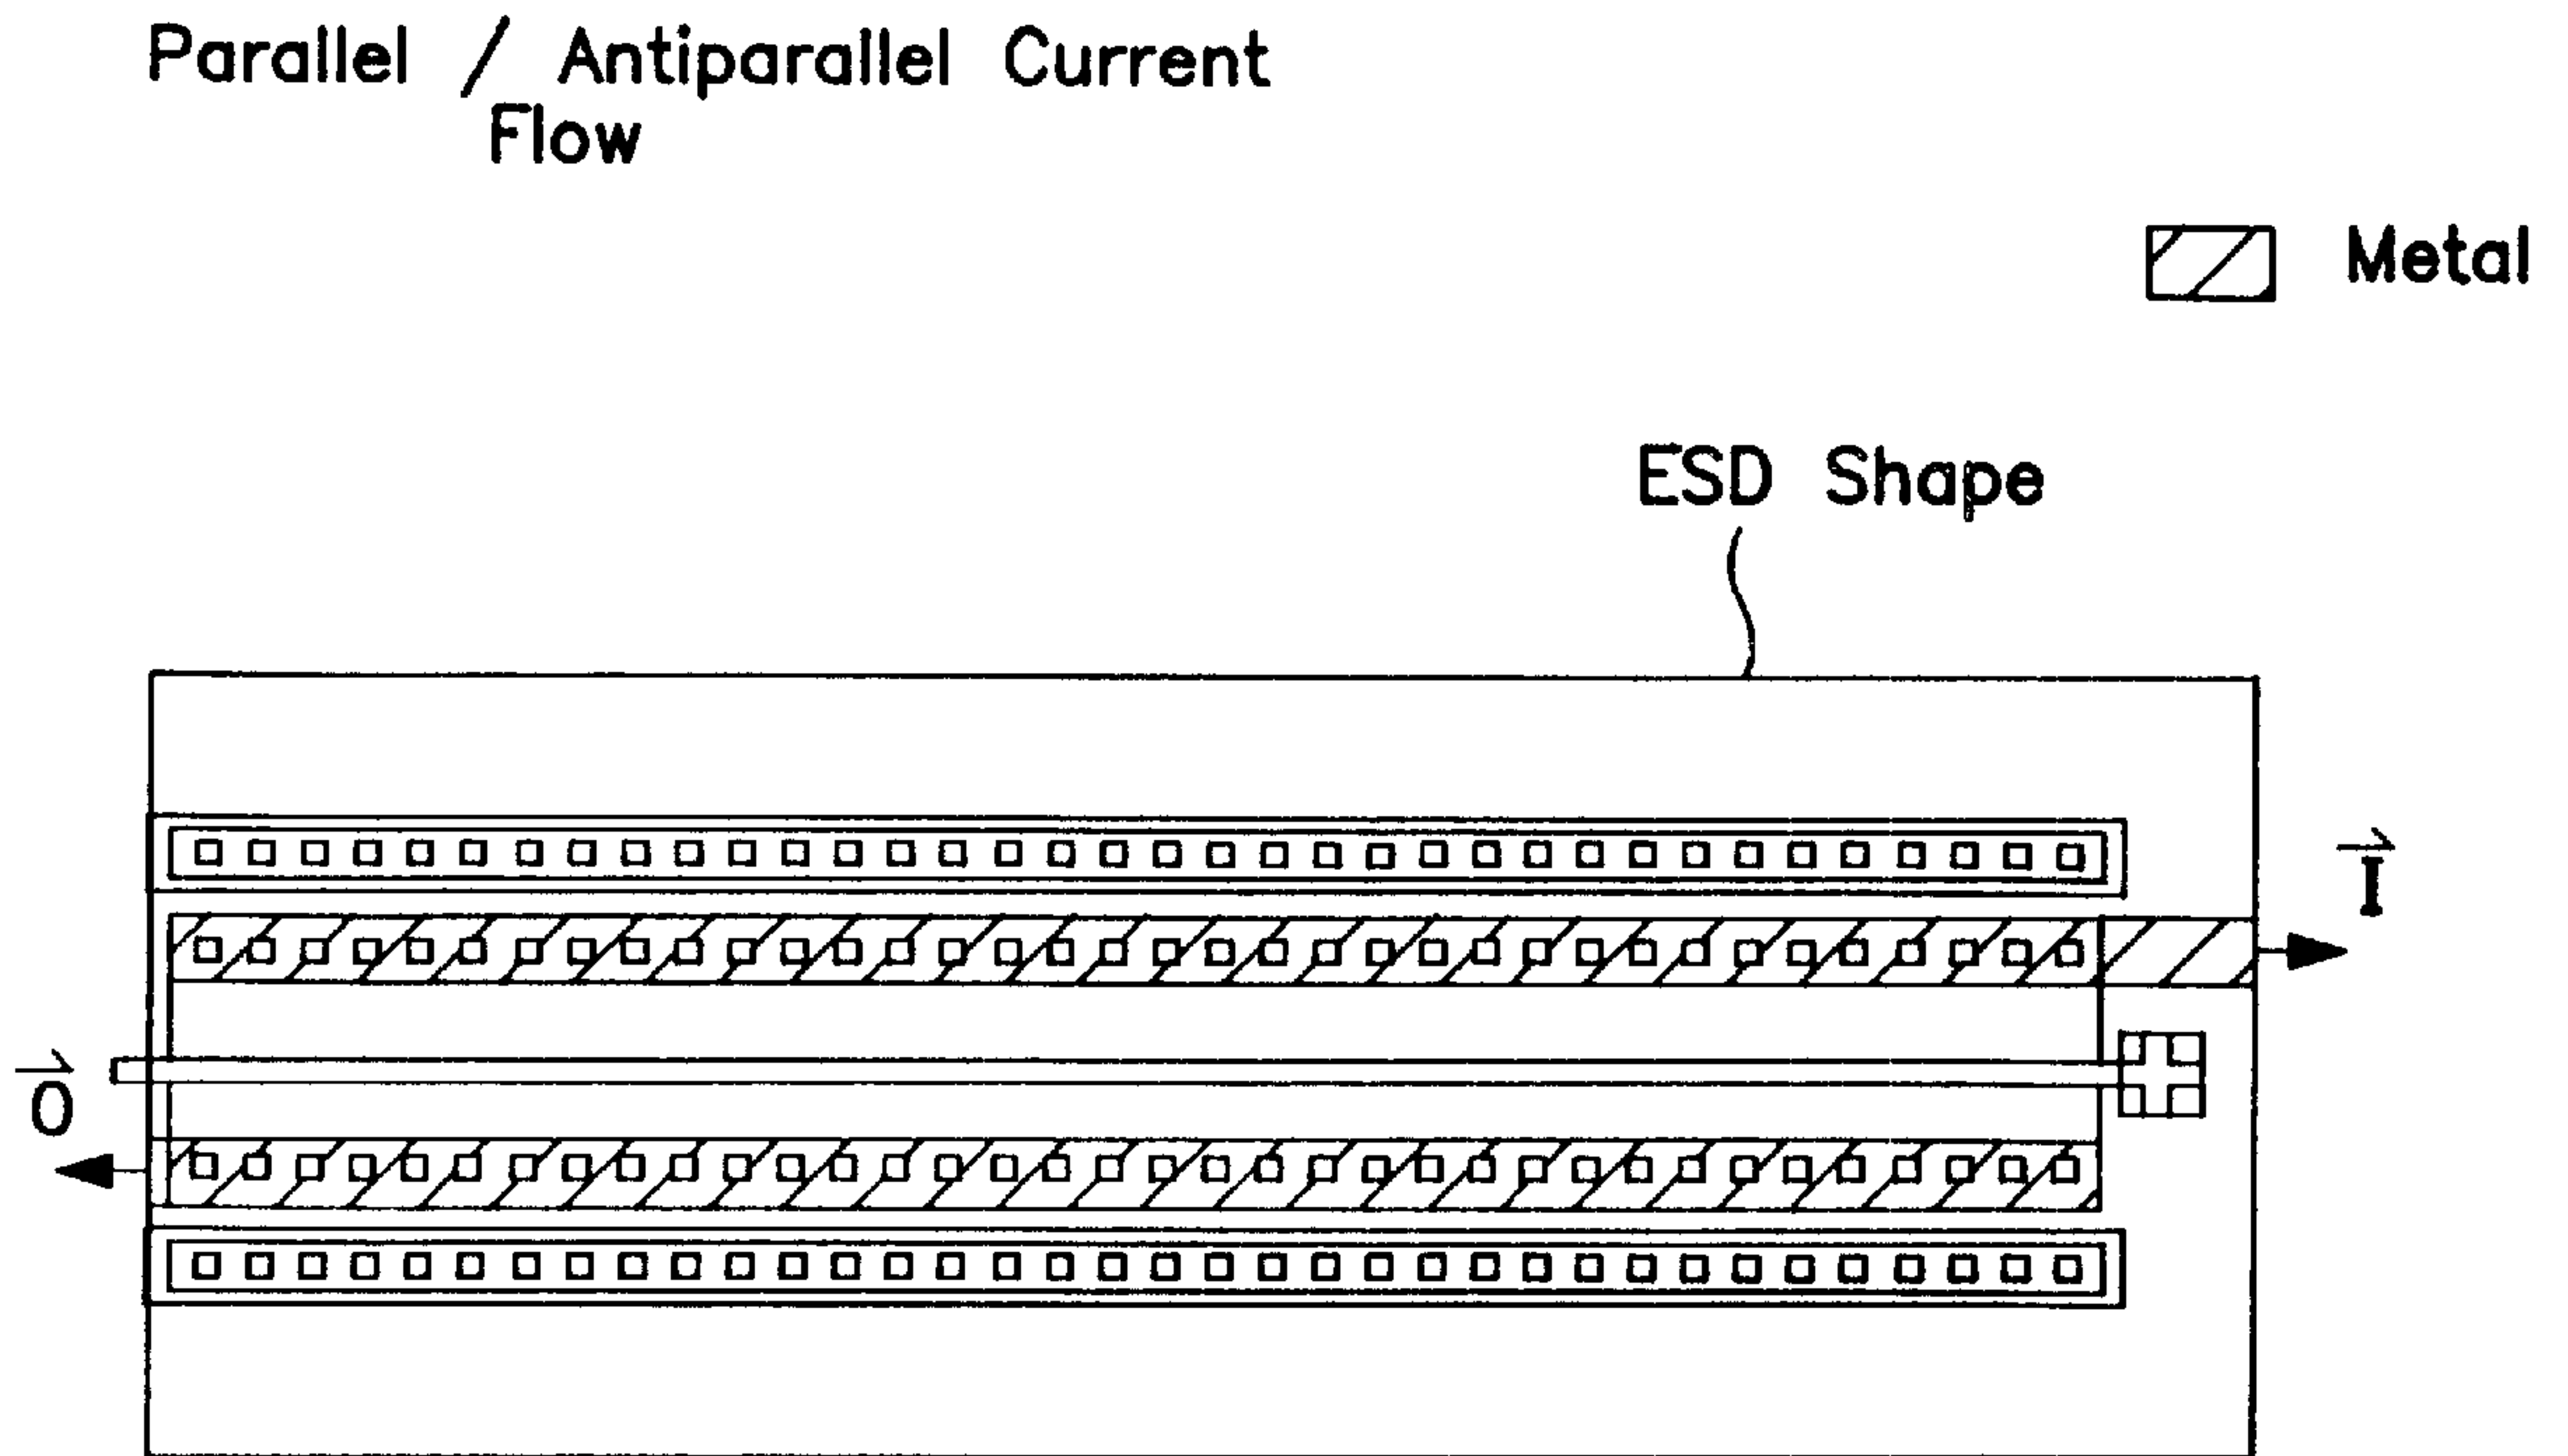 Parallel / Antiparallel Current
Flow
Metal
ESD Shape
I
O